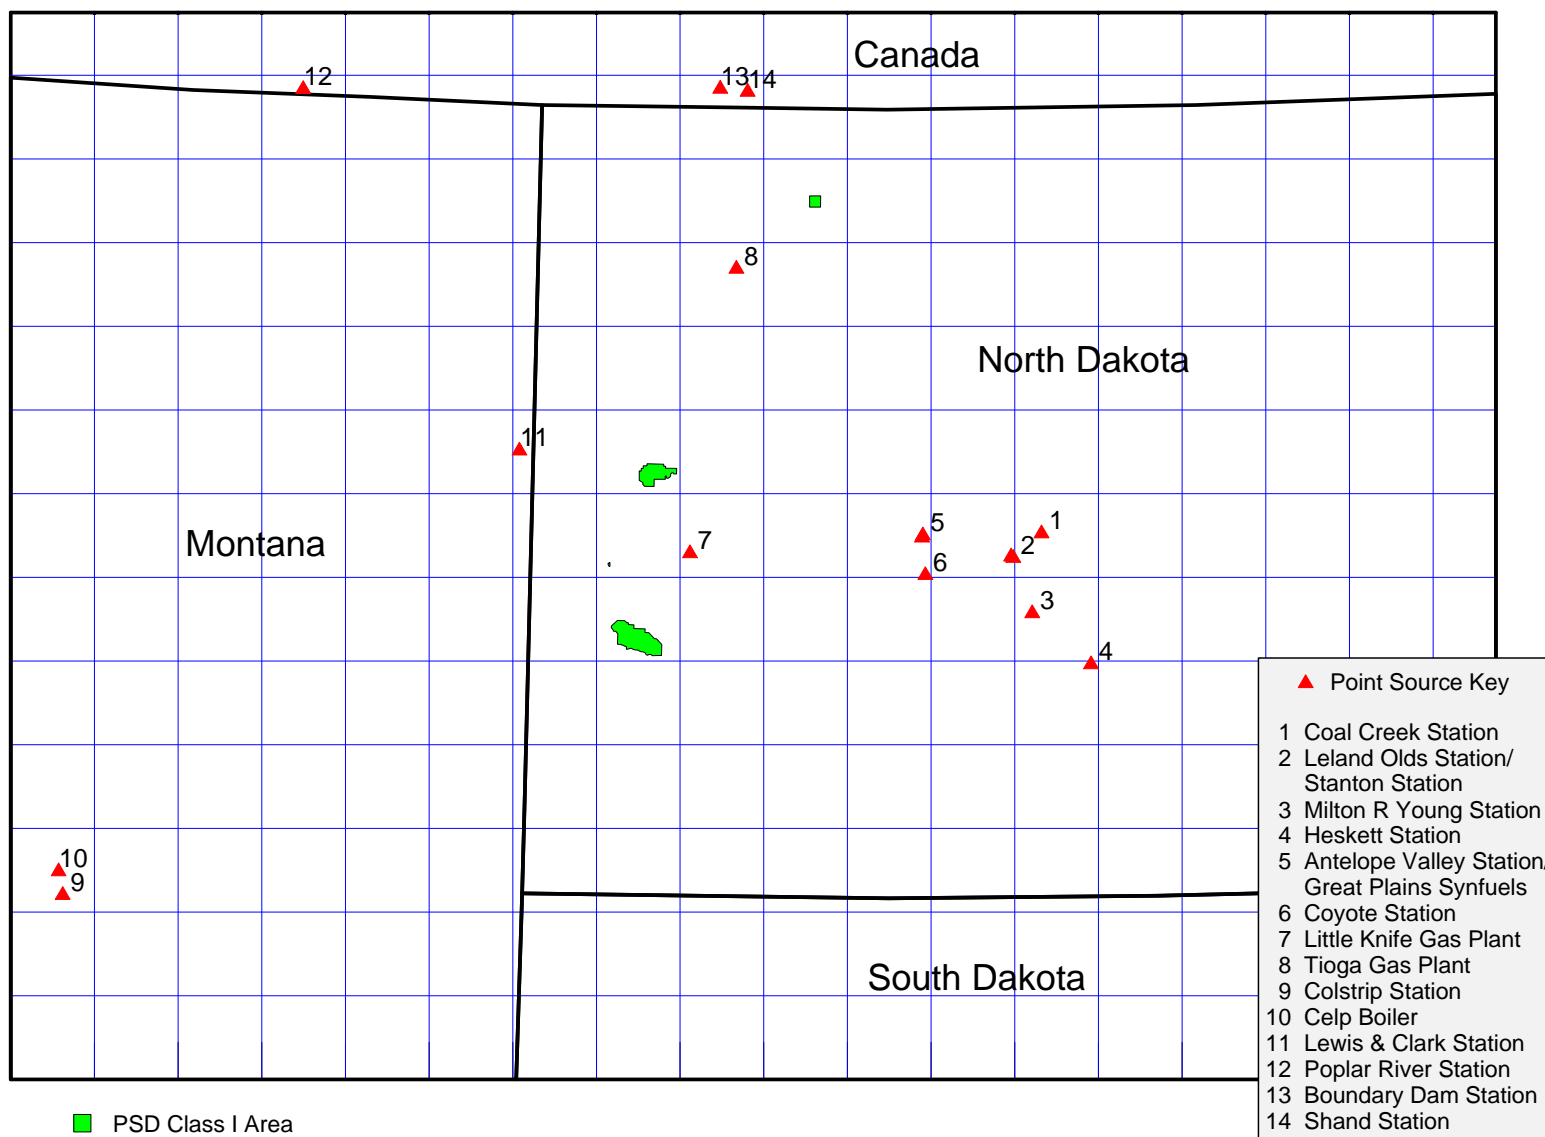 Canada
12
13
14
8
North Dakota
11
Montana
7
5
1
2
6
3
4
10
9
South Dakota
Point Source Key
1 Coal Creek Station
2 Leland Olds Station/
Stanton Station
3 Milton R Young Station
4 Heskett Station
5 Antelope Valley Station/
Great Plains Synfuels
6 Coyote Station
7 Little Knife Gas Plant
8 Tioga Gas Plant
9 Colstrip Station
10 Celp Boiler
11 Lewis & Clark Station
12 Poplar River Station
13 Boundary Dam Station
14 Shand Station
PSD Class I Area